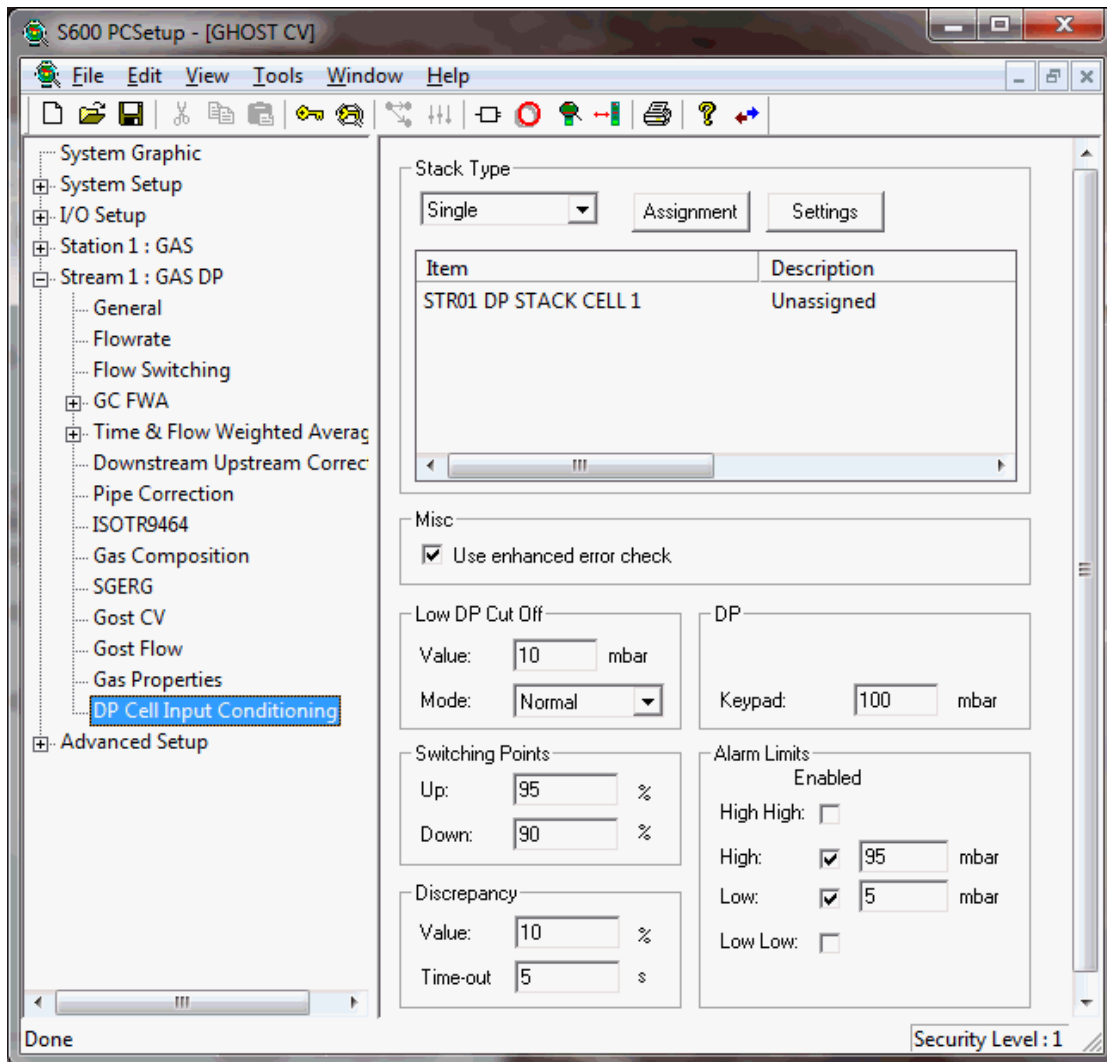 S600 PCSetup - [GHOST CV]
File Edit View Tools Window Help
System Graphic
System Setup
I/O Setup
Station 1 : GAS
Stream 1 : GAS DP
General
Flowrate
Flow Switching
GC FWA
Time & Flow Weighted Averag
Downstream Upstream Correc
Pipe Correction
ISOTR9464
Gas Composition
SGERG
Gost CV
Gost Flow
Gas Properties
DP Cell Input Conditioning
Advanced Setup
Stack Type
Single Assignment Settings
Item Description
STR01 DP STACK CELL 1 Unassigned
Misc
Use enhanced error check
Low DP Cut Off
Value: 10 mbar
Mode: Normal
DP
Keypad: 100 mbar
Switching Points
Up: 95 %
Down: 90 %
Discrepancy
Value: 10 %
Time-out 5 s
Alarm Limits
Enabled
High High:
High: 95 mbar
Low: 5 mbar
Low Low:
Done Security Level : 1